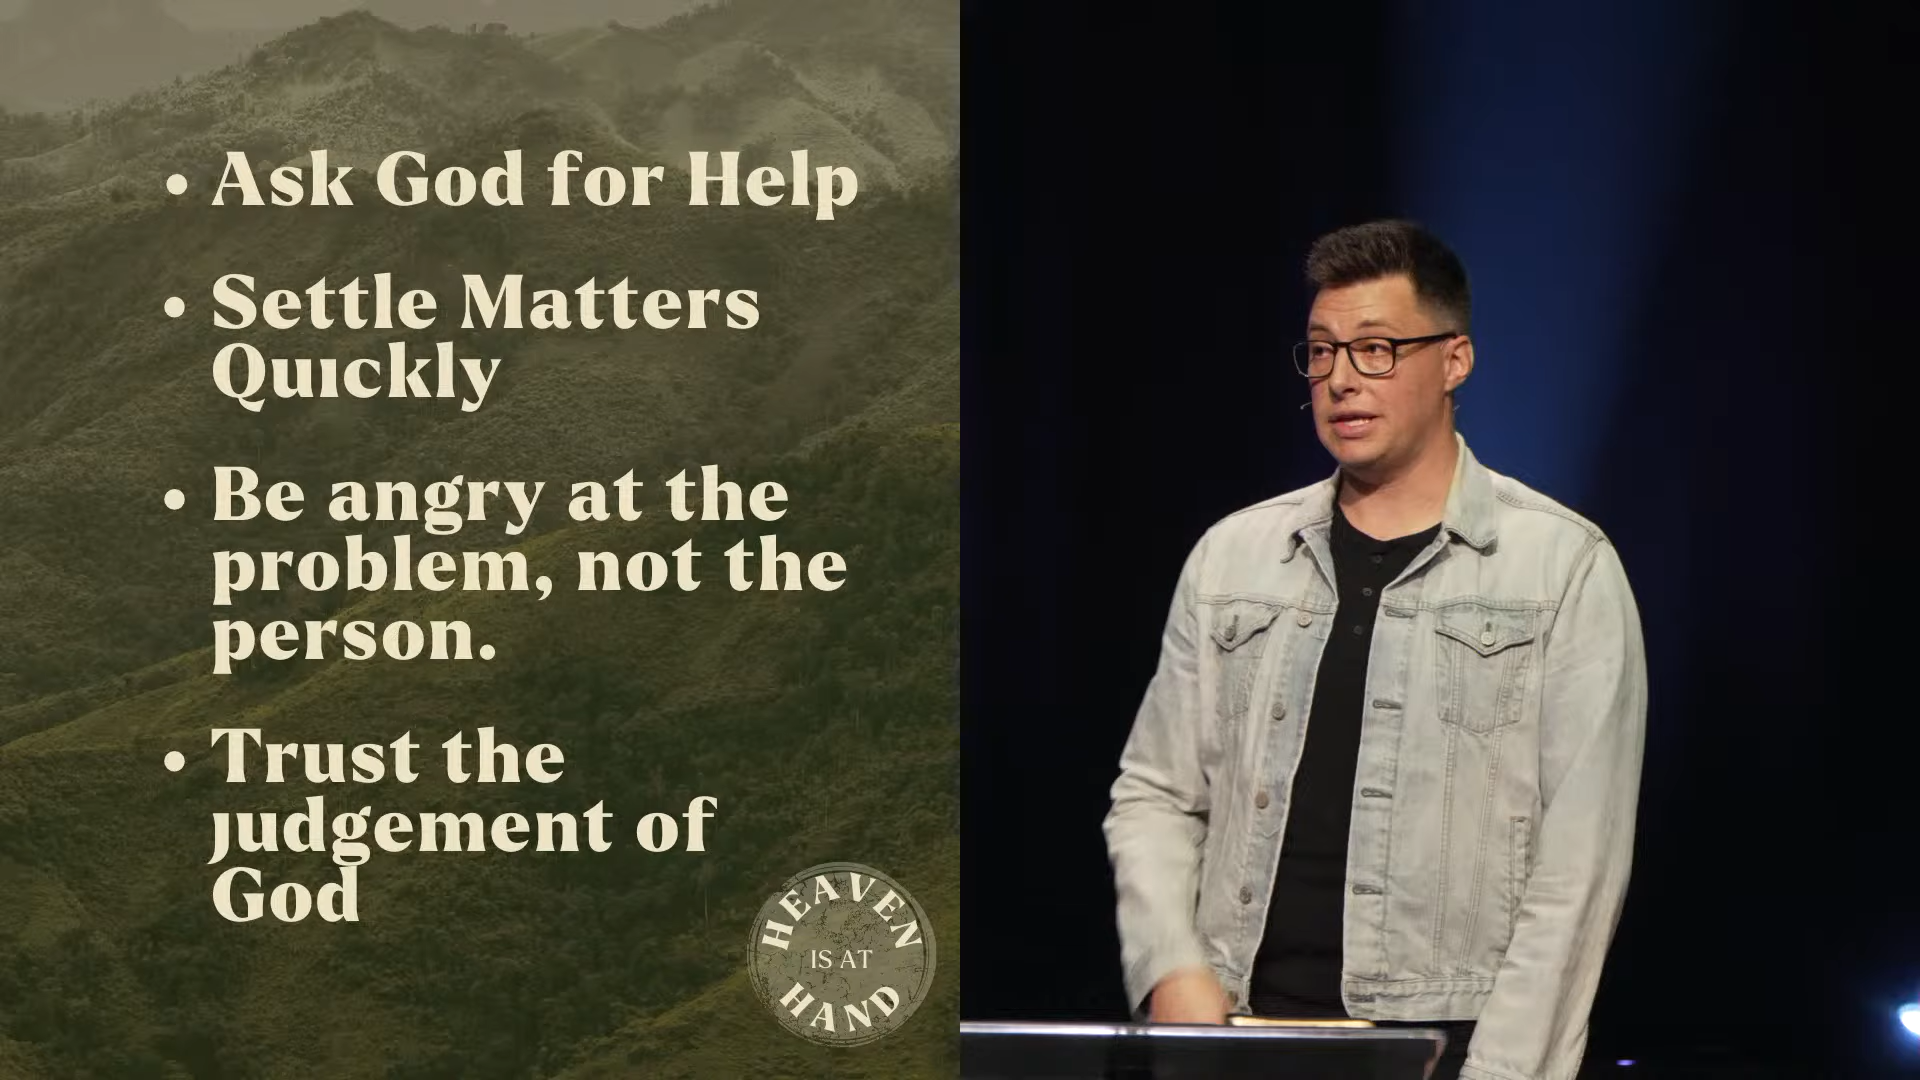 • Ask God for Help
• Settle Matters
Quickly
• Be angry at the
problem, not the
person.
• Trust the
judgement of
God
HEAVEN
IS AT
HAND